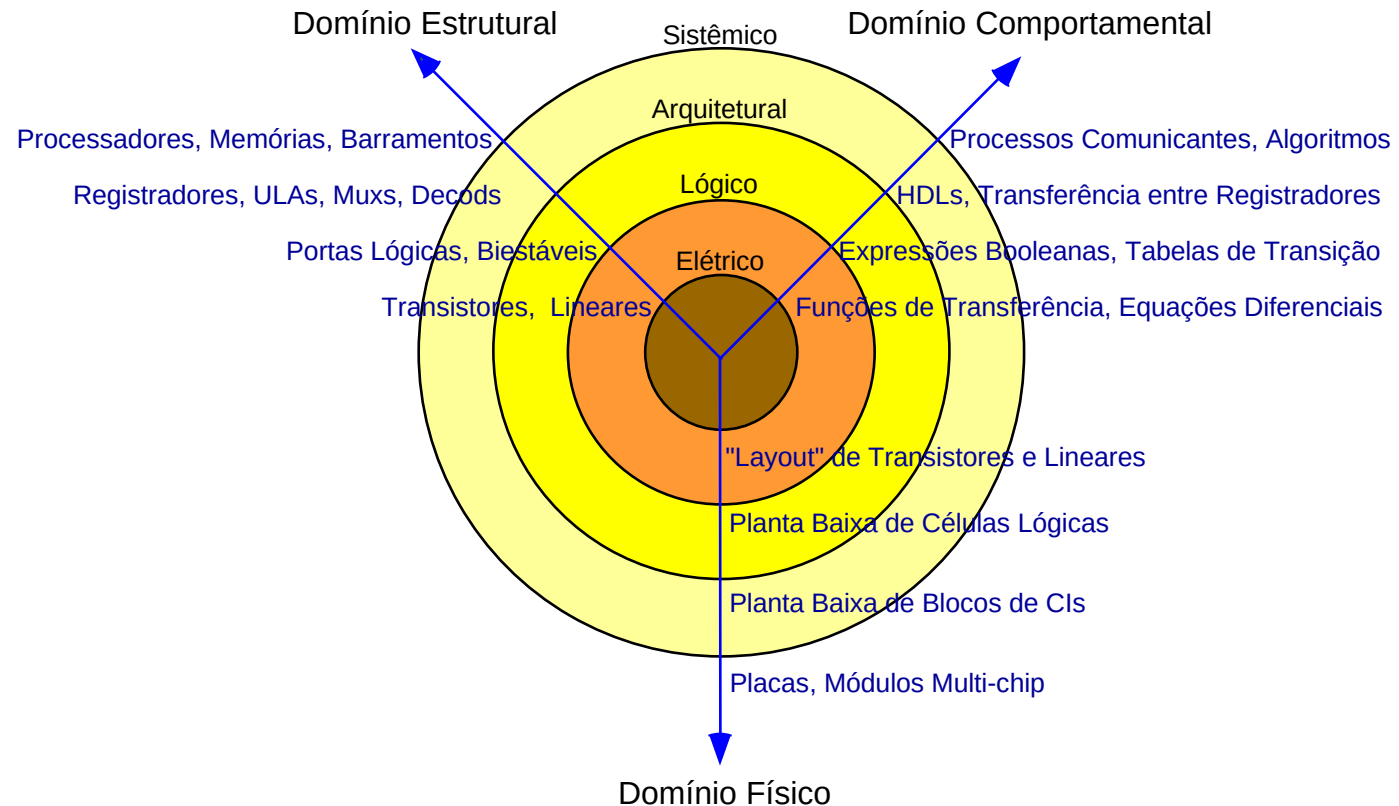 Domínio Estrutural
Domínio Comportamental
Sistêmico
Arquitetural
Processadores, Memórias, Barramentos
Processos Comunicantes, Algoritmos
Lógico
Registradores, ULAs, Muxs, Decods
HDLs, Transferência entre Registradores
Portas Lógicas, Biestáveis
Expressões Booleanas, Tabelas de Transição
Elétrico
Transistores, Lineares
Funções de Transferência, Equações Diferenciais
"Layout" de Transistores e Lineares
Planta Baixa de Células Lógicas
Planta Baixa de Blocos de CIs
Placas, Módulos Multi-chip
Domínio Físico